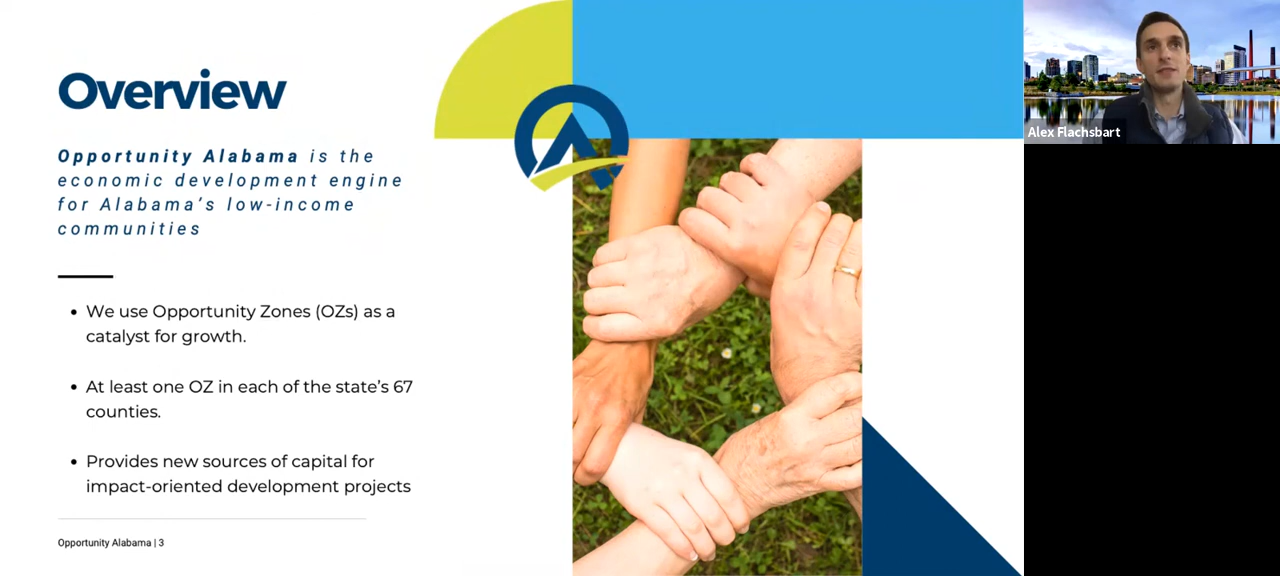 Overview
Opportunity Alabama is the
economic development engine
for Alabama's low-income
communities
• We use Opportunity Zones (OZs) as a
catalyst for growth.
• At least one OZ in each of the state's 67
counties.
• Provides new sources of capital for
impact-oriented development projects
Opportunity Alabama | 3
Alex Flachsbart